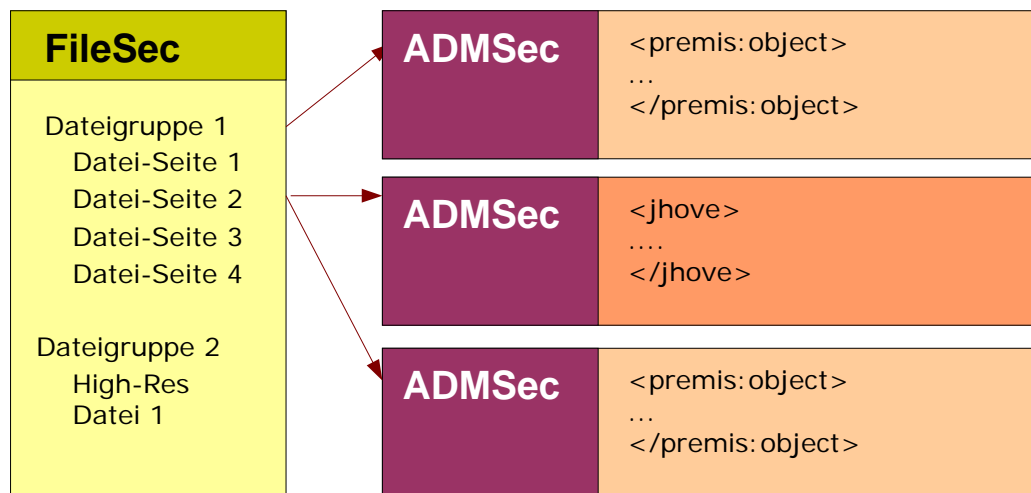 FileSec
Dateigruppe 1
Datei-Seite 1
Datei-Seite 2
Datei-Seite 3
Datei-Seite 4
Dateigruppe 2
High-Res
Datei 1
ADMSec
<premis:object>
...
</premis:object>
ADMSec
<jhove>
....
</jhove>
ADMSec
<premis:object>
...
</premis:object>